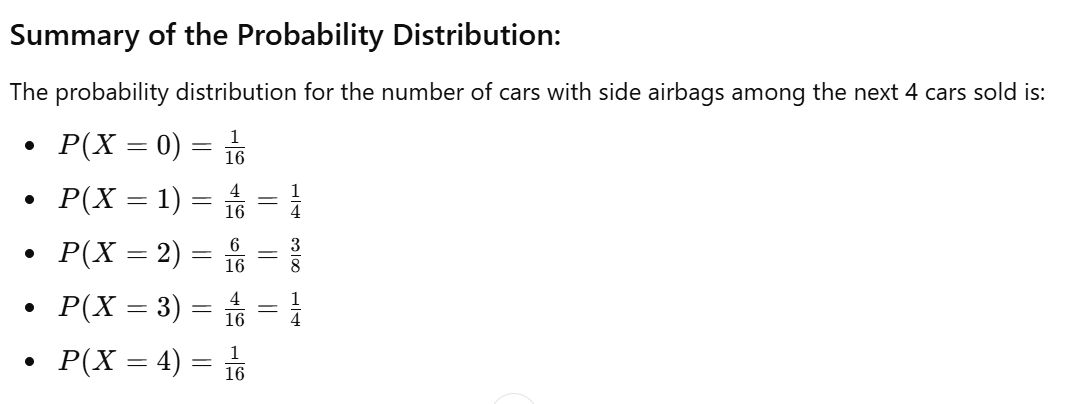 Summary of the Probability Distribution:
The probability distribution for the number of cars with side airbags among the next 4 cars sold is:
• P(X = 0) = 1/16
• P(X = 1) = 4/16 = 1/4
• P(X = 2) = 6/16 = 3/8
• P(X = 3) = 4/16 = 1/4
• P(X = 4) = 1/16